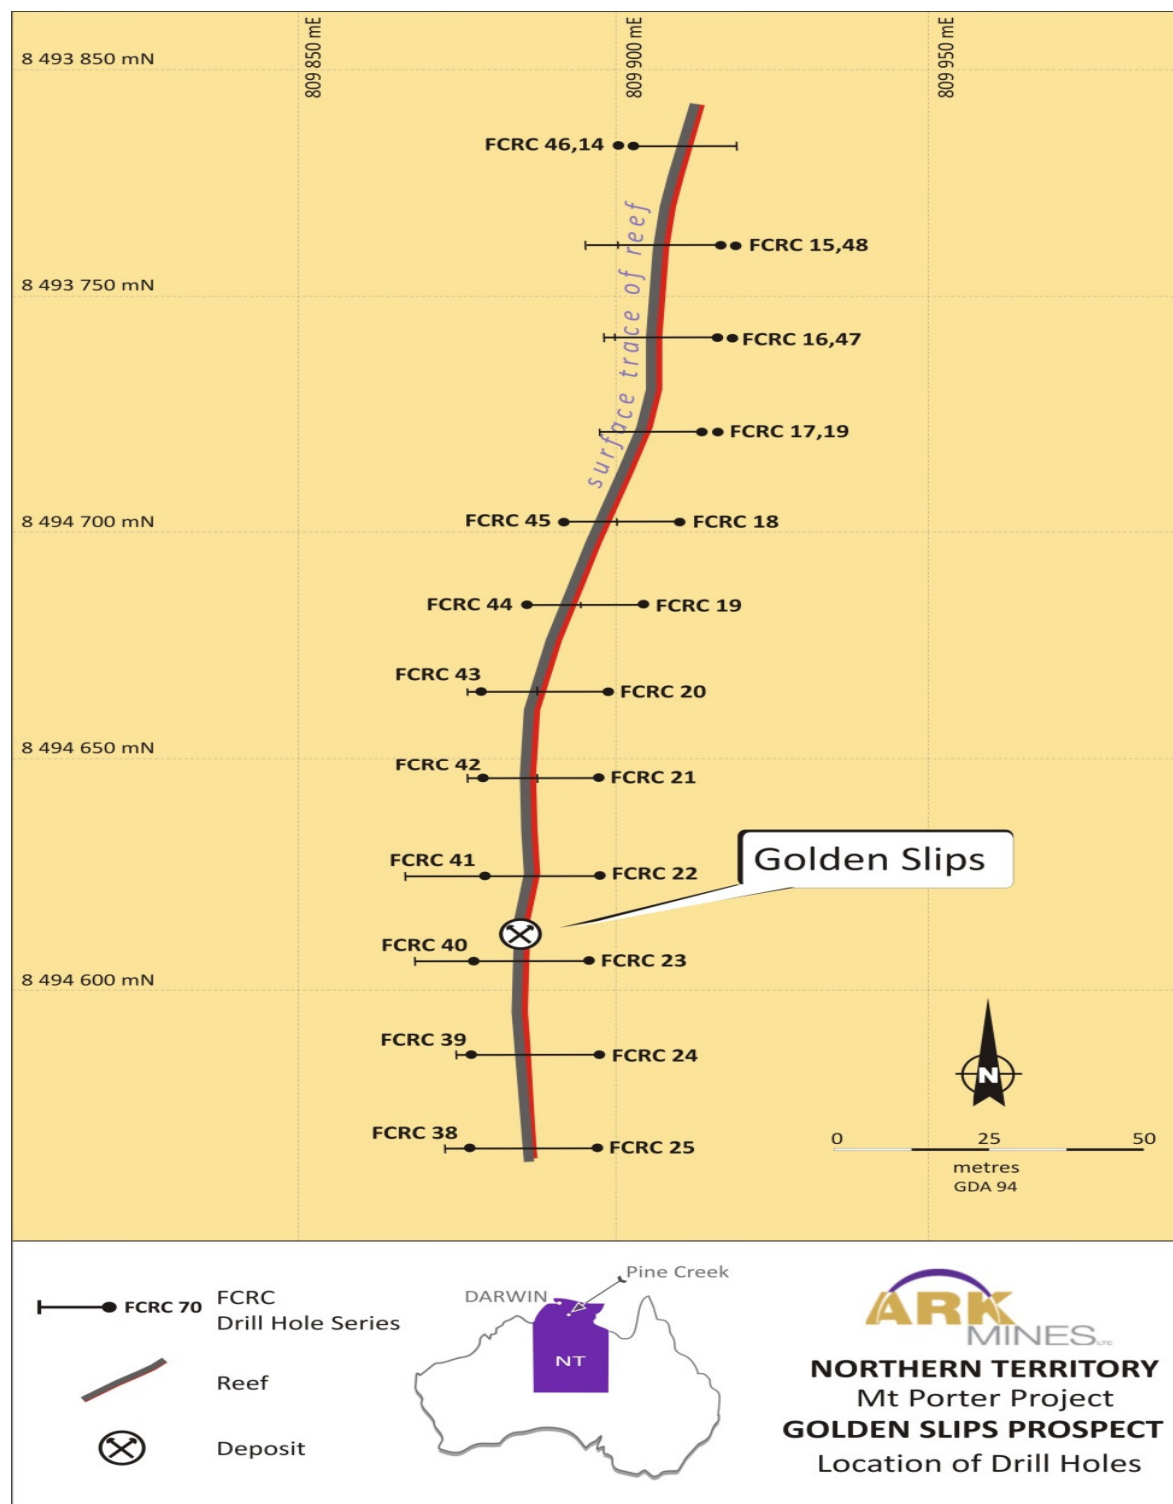 809 850 mE
809 900 mE
809 950 mE
8 493 850 mN
FCRC 46,14
surface trace of reef
FCRC 15,48
8 493 750 mN
FCRC 16,47
FCRC 17,19
8 494 700 mN
FCRC 45
FCRC 18
FCRC 44
FCRC 19
FCRC 43
FCRC 20
8 494 650 mN
FCRC 42
FCRC 21
Golden Slips
FCRC 41
FCRC 22
FCRC 40
FCRC 23
8 494 600 mN
FCRC 39
FCRC 24
N
FCRC 38
FCRC 25
0 25 50
metres
GDA 94
FCRC 70
FCRC
Drill Hole Series
Reef
Deposit
Pine Creek
DARWIN
NT
ARK
MINES LTD
NORTHERN TERRITORY
Mt Porter Project
GOLDEN SLIPS PROSPECT
Location of Drill Holes